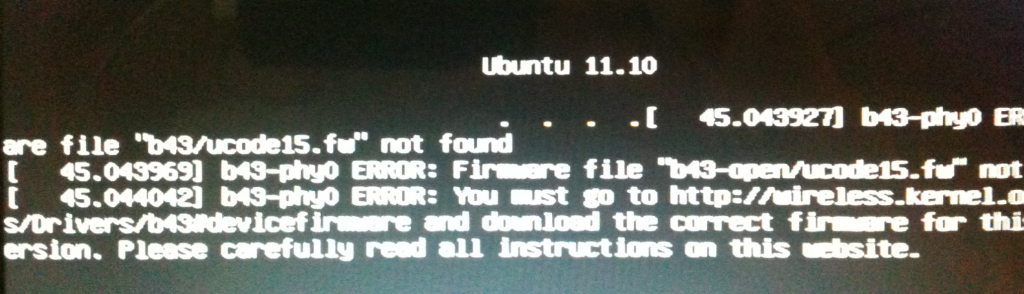 Ubuntu 11.10
. . . .[ 45.043927] b43-phy0 ER
are file "b43/ucode15.fw" not found
[ 45.043969] b43-phy0 ERROR: Firmware file "b43-open/ucode15.fw" not
[ 45.044042] b43-phy0 ERROR: You must go to http://wireless.kernel.o
s/Drivers/b43#devicefirmware and download the correct firmware for thi
ersion. Please carefully read all instructions on this website.